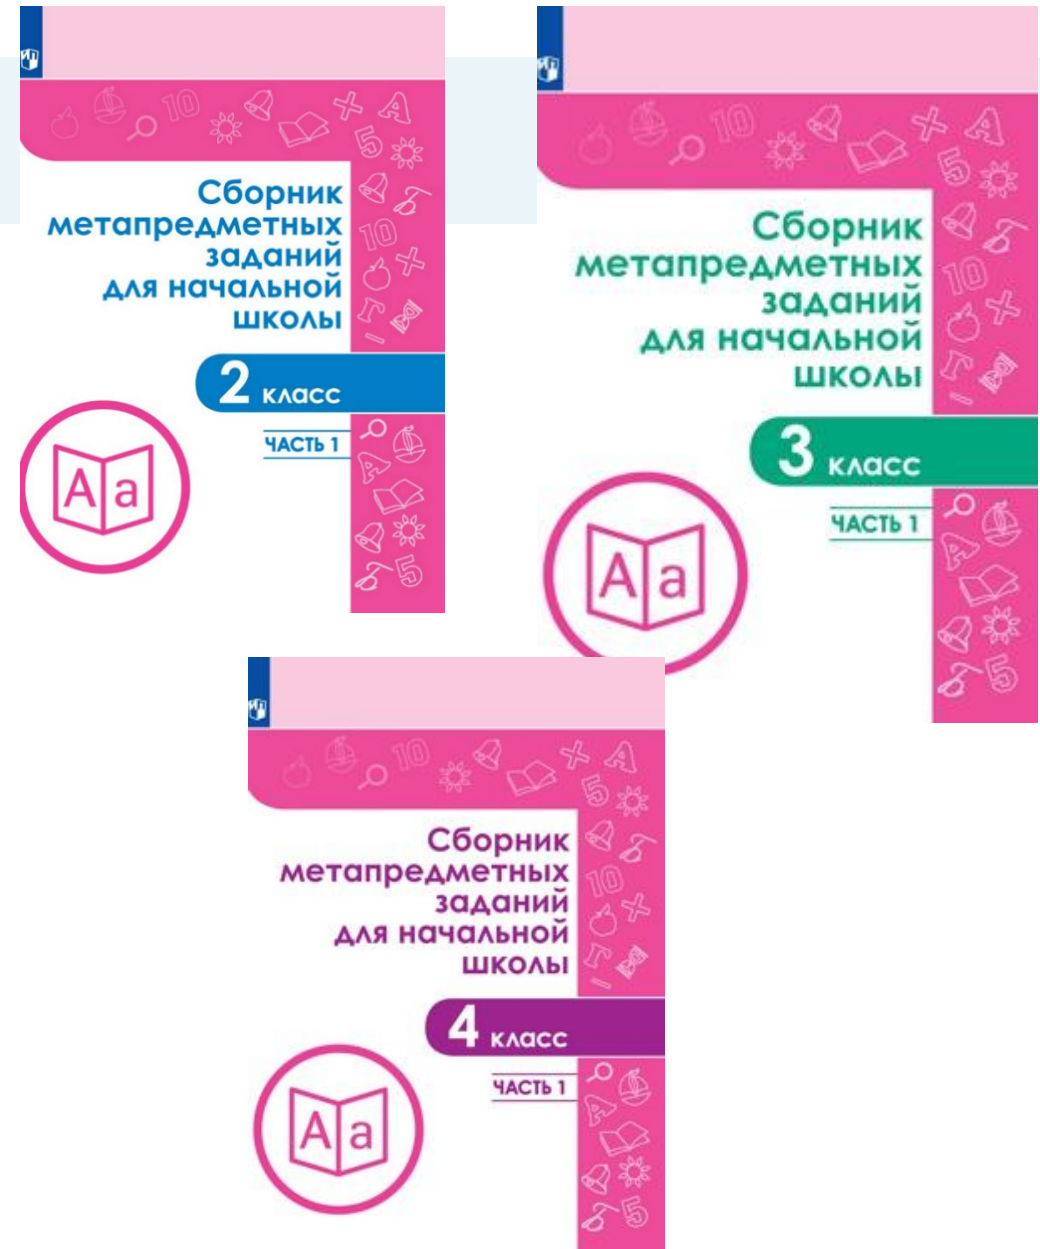 Сборник
метапредметных
заданий
для начальной
школы
2 класс
ЧАСТЬ 1
Аа
Сборник
метапредметных
заданий
для начальной
школы
3 класс
ЧАСТЬ 1
Аа
Сборник
метапредметных
заданий
для начальной
школы
4 класс
ЧАСТЬ 1
Аа